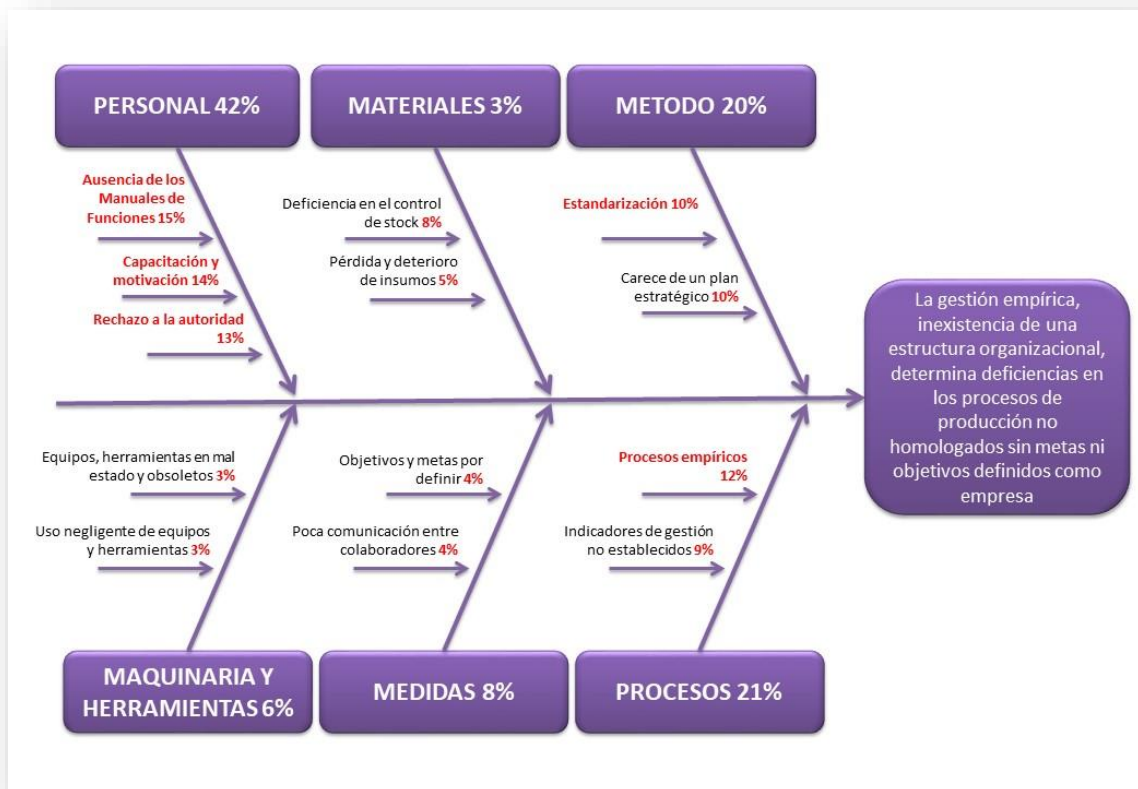 PERSONAL 42%
MATERIALES 3%
METODO 20%
Ausencia de los
Manuales de
Funciones 15%
Capacitación y
motivación 14%
Rechazo a la autoridad
13%
Deficiencia en el control
de stock 8%
Pérdida y deterioro
de insumos 5%
Estandarización 10%
Carece de un plan
estratégico 10%
La gestión empírica,
inexistencia de una
estructura organizacional,
determina deficiencias en
los procesos de
producción no
homologados sin metas ni
objetivos definidos como
empresa
Equipos, herramientas en mal
estado y obsoletos 3%
Uso negligente de equipos
y herramientas 3%
Objetivos y metas por
definir 4%
Poca comunicación entre
colaboradores 4%
Procesos empíricos
12%
Indicadores de gestión
no establecidos 9%
MAQUINARIA Y
HERRAMIENTAS 6%
MEDIDAS 8%
PROCESOS 21%